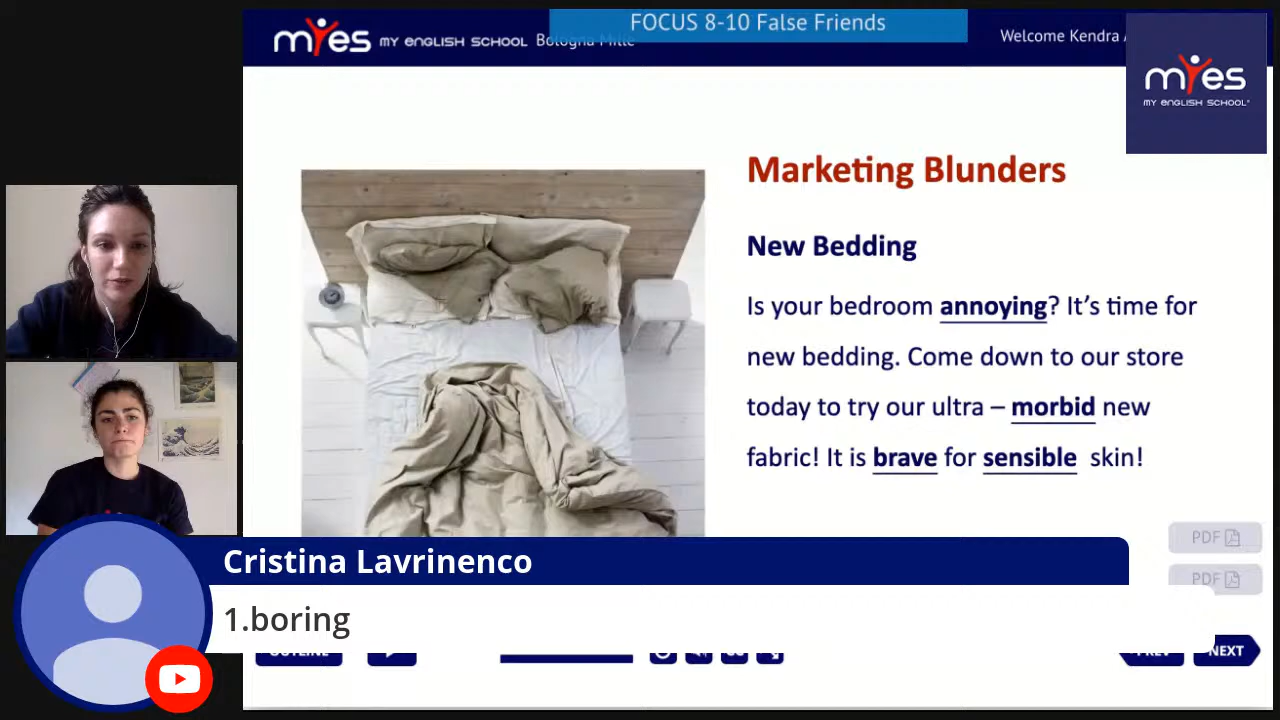 FOCUS 8-10 False Friends
myes MY ENGLISH SCHOOL Bologna Mille
Welcome Kendra A
myes
MY ENGLISH SCHOOL
Marketing Blunders
New Bedding
Is your bedroom annoying? It's time for
new bedding. Come down to our store
today to try our ultra – morbid new
fabric! It is brave for sensible skin!
PDF
PDF
Cristina Lavrinenco
1.boring
OUTLINE
PREV
NEXT